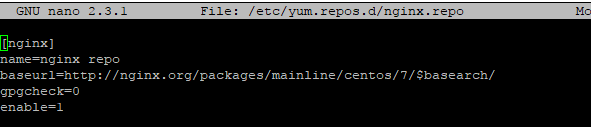 GNU nano 2.3.1 File: /etc/yum.repos.d/nginx.repo Mo
[nginx]
name=nginx repo
baseurl=http://nginx.org/packages/mainline/centos/7/$basearch/
gpgcheck=0
enable=1